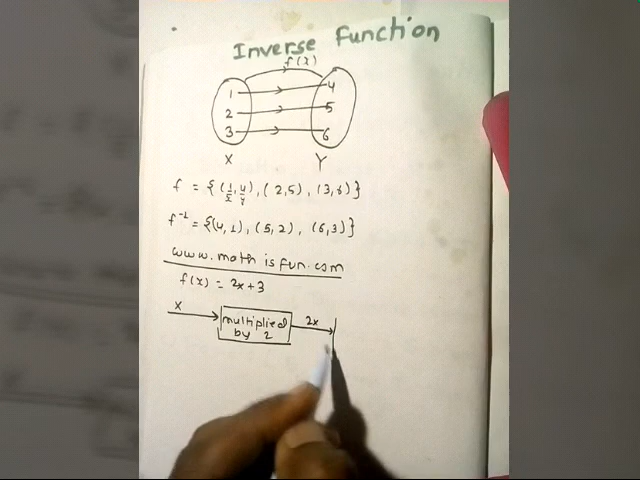 Inverse Function
f(x)
1 4
2 5
3 6
X Y
f = {(1, 4), (2,5), (3,6)}
x y
f⁻¹ = {(4,1), (5,2), (6,3)}
www.mathisfun.com
f(x) = 2x+3
x multiplied by 2 2x